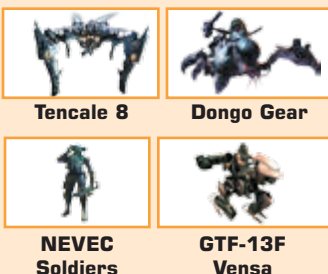 Tencale 8
Dongo Gear
NEVEC
Soldiers
GTF-13F
Vensa